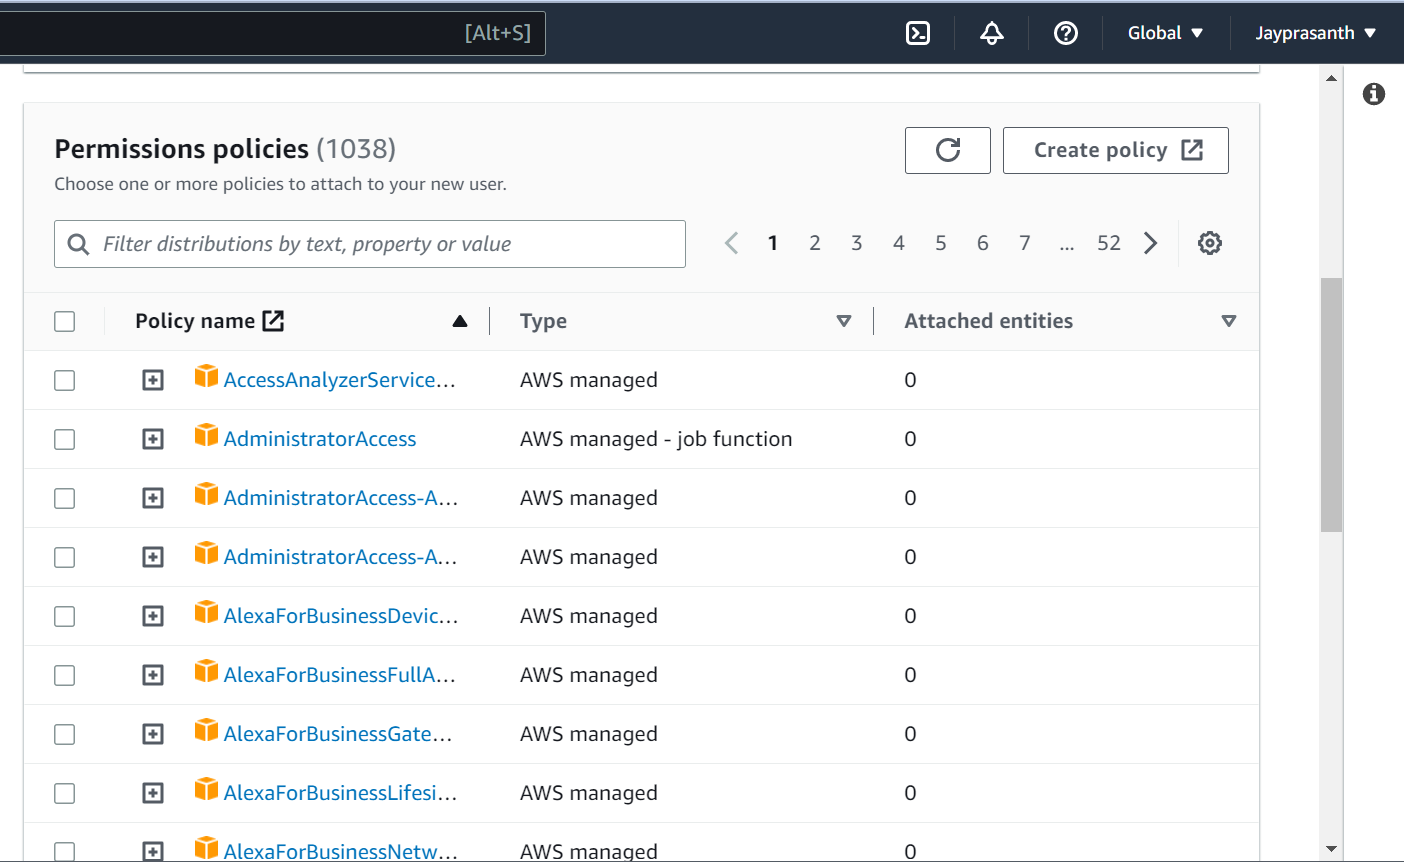 [Alt+S] Global ▼ Jayprasanth ▼
Permissions policies (1038)
Create policy
Choose one or more policies to attach to your new user.
Filter distributions by text, property or value
1 2 3 4 5 6 7 ... 52
Policy name Type Attached entities
AccessAnalyzerService... AWS managed 0
AdministratorAccess AWS managed - job function 0
AdministratorAccess-A... AWS managed 0
AdministratorAccess-A... AWS managed 0
AlexaForBusinessDevic... AWS managed 0
AlexaForBusinessFullA... AWS managed 0
AlexaForBusinessGate... AWS managed 0
AlexaForBusinessLifesi... AWS managed 0
AlexaForBusinessNetw... AWS managed 0